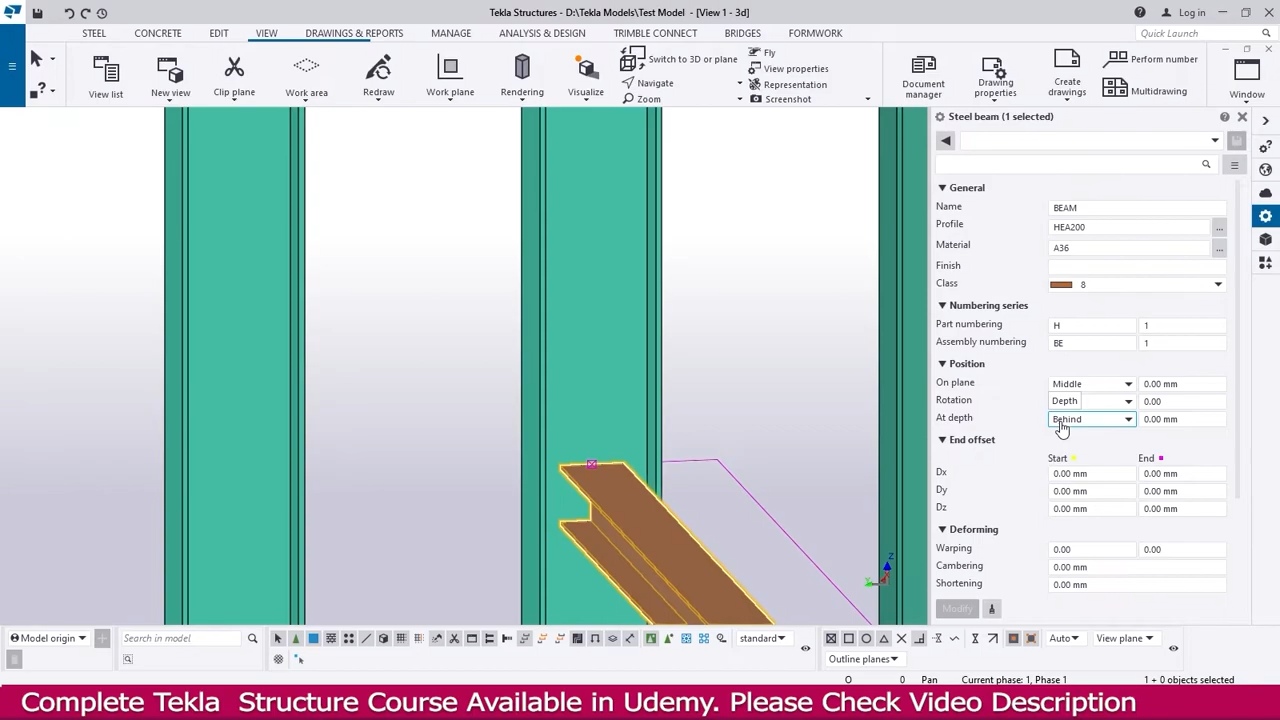 Tekla Structures - D:\Tekla Models\Test Model - [View 1 - 3d]
Log in
STEEL CONCRETE EDIT VIEW DRAWINGS & REPORTS MANAGE ANALYSIS & DESIGN TRIMBLE CONNECT BRIDGES FORMWORK Quick Launch
View list
New view
Clip plane
Work area
Redraw
Work plane
Rendering
Visualize
Switch to 3D or plane
Navigate
Zoom
Fly
View properties
Representation
Screenshot
Document manager
Drawing properties
Create drawings
Perform number
Multidrawing
Window
Steel beam (1 selected)
General
Name BEAM
Profile HEA200 ...
Material A36 ...
Finish
Class 8
Numbering series
Part numbering H 1
Assembly numbering BE 1
Position
On plane Middle 0.00 mm
Rotation Depth 0.00
At depth Behind 0.00 mm
End offset
Start End
Dx 0.00 mm 0.00 mm
Dy 0.00 mm 0.00 mm
Dz 0.00 mm 0.00 mm
Deforming
Warping 0.00 0.00
Cambering 0.00 mm
Shortening 0.00 mm
Modify
Z
Model origin Search in model standard Auto View plane
Outline planes
O 0 Pan Current phase: 1, Phase 1 1 + 0 objects selected
Complete Tekla Structure Course Available in Udemy. Please Check Video Description